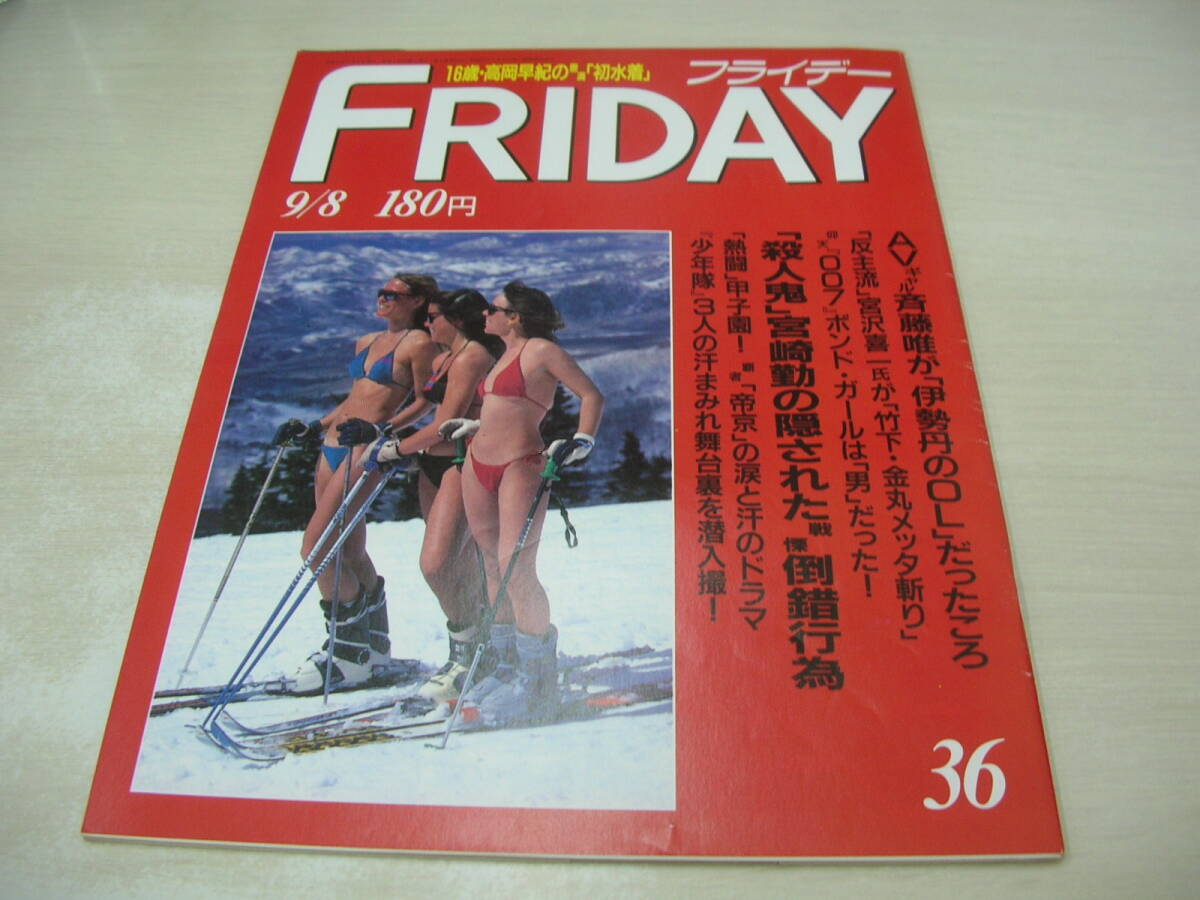 16歳・高岡早紀の厳選「初水着」
フライデー
FRIDAY
9/8 180円
AVギャル斉藤唯が「伊勢丹のOL」だったころ
「反主流」宮沢喜一氏が「竹下・金丸メッタ斬り」
仰天『007』ボンド・ガールは「男」だった!
「殺人鬼」宮崎勤の隠された戦慄倒錯行為
「熱闘」甲子園! 覇者「帝京」の涙と汗のドラマ
『少年隊』3人の汗まみれ舞台裏を潜入撮!
36